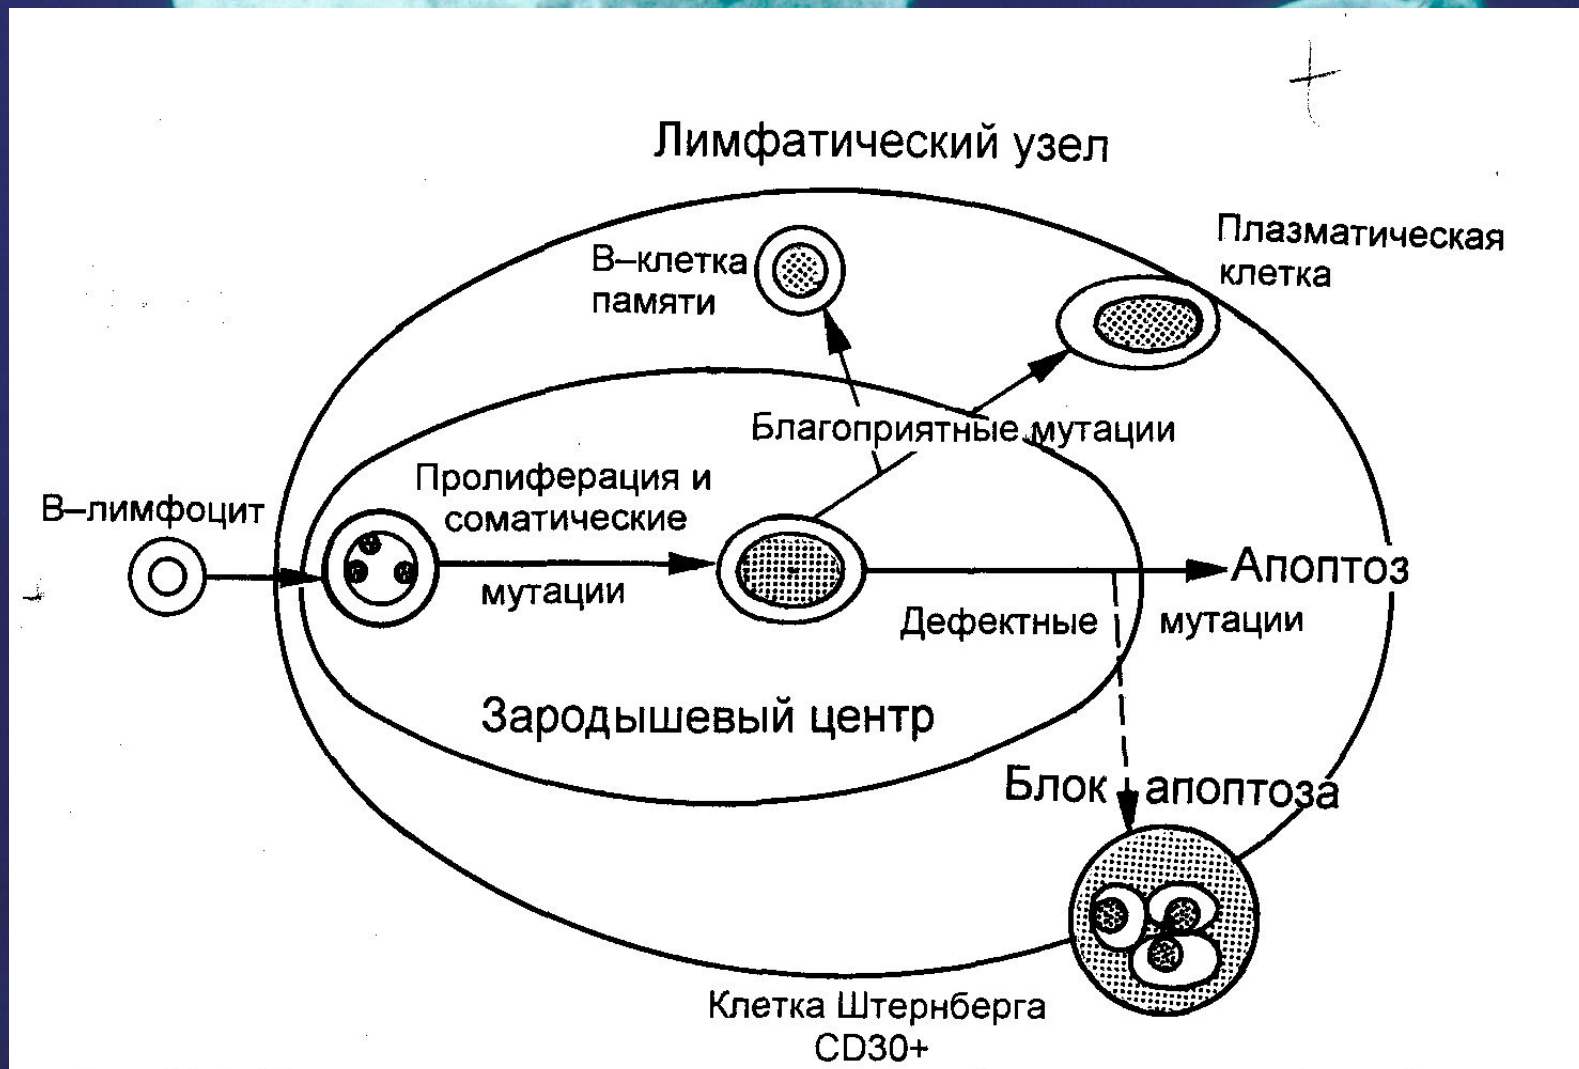 Лимфатический узел
Плазматическая
клетка
В–клетка
памяти
Благоприятные мутации
Пролиферация и
соматические
мутации
В–лимфоцит
Апоптоз
Дефектные мутации
Зародышевый центр
Блок апоптоза
Клетка Штернберга
CD30+